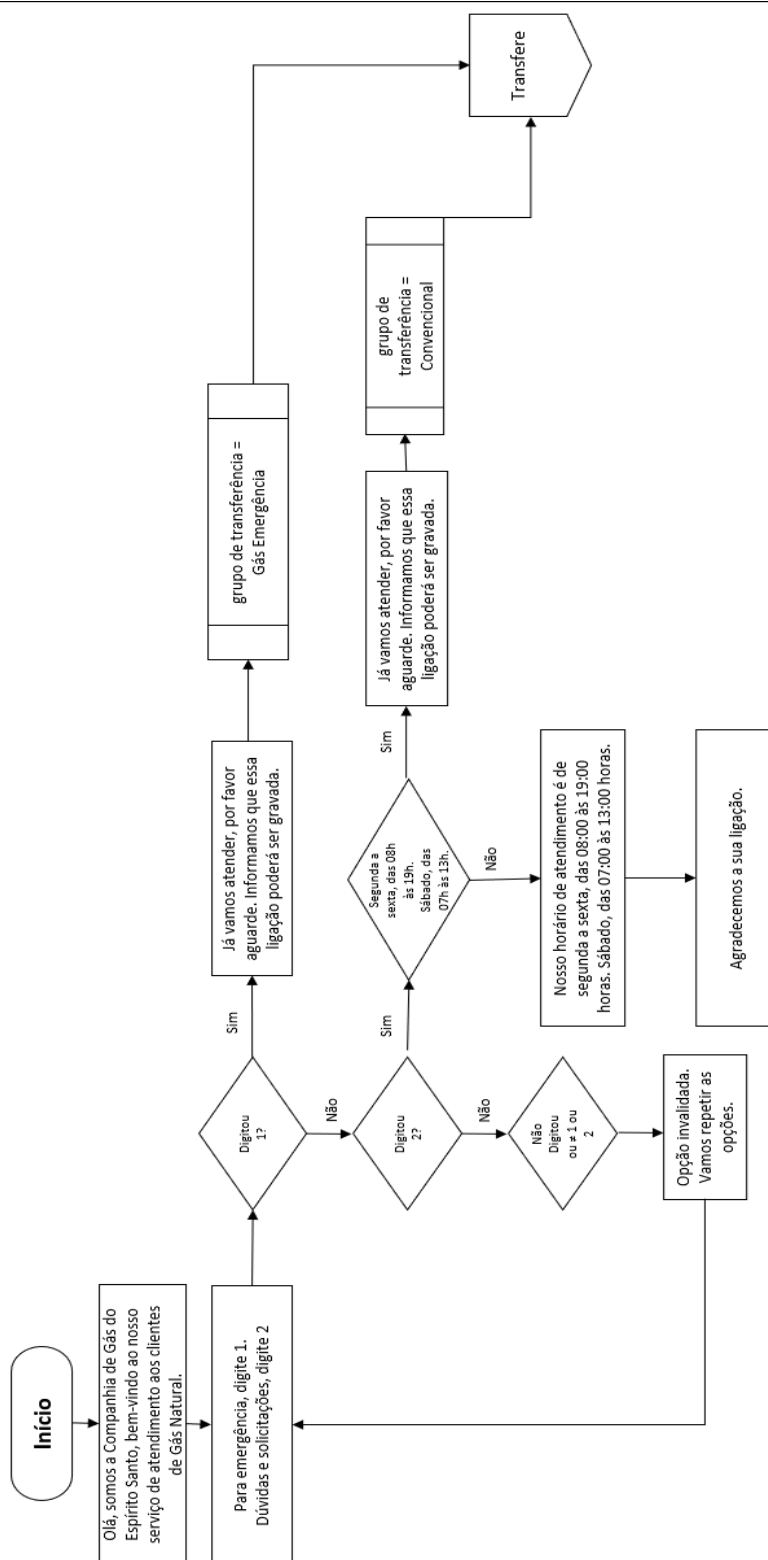 Início
Olá, somos a Companhia de Gás do
Espírito Santo, bem-vindo ao nosso
serviço de atendimento aos clientes
de Gás Natural.
Para emergência, digite 1.
Dúvidas e solicitações, digite 2
Digitou
1?
Sim
Já vamos atender, por favor
aguarde. Informamos que essa
ligação poderá ser gravada.
grupo de transferência =
Gás Emergência
Não
Digitou
2?
Sim
Segunda a
sexta, das 08h
às 19h.
Sábado, das
07h às 13h.
Sim
Já vamos atender, por favor
aguarde. Informamos que essa
ligação poderá ser gravada.
grupo de
transferência =
Convencional
Transfere
Não
Nosso horário de atendimento é de
segunda a sexta, das 08:00 às 19:00
horas. Sábado, das 07:00 às 13:00 horas.
Agradecemos a sua ligação.
Não
Não
Digitou
ou ≠ 1 ou
2
Opção invalidada.
Vamos repetir as
opções.